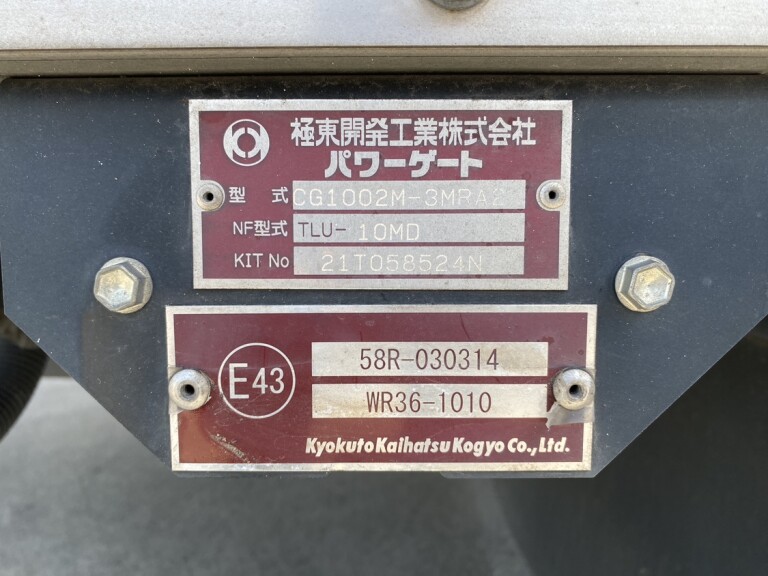 極東開発工業株式会社
パワーゲート
型 式 CG1002M-3MRA2
NF型式 TLU- 10MD
KIT No 21T058524N
E43
58R-030314
WR36-1010
Kyokuto Kaihatsu Kogyo Co., Ltd.